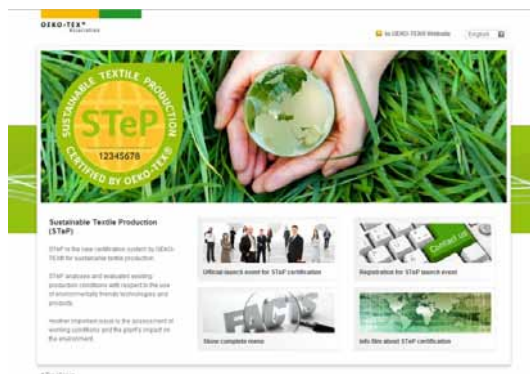 OEKO-TEX®
Association
to OEKO-TEX® Website
English
SUSTAINABLE TEXTILE PRODUCTION
STeP
12345678
CERTIFIED BY OEKO-TEX®
Sustainable Textile Production
(STeP)
STeP is the new certification system by OEKO-
TEX® for sustainable textile production.
STeP analyses and evaluates existing
production conditions with respect to the use
of environmentally friendly technologies and
products.
Another important issue is the assessment of
working conditions and the plant's impact on
the environment.
Official launch event for STeP certification
Contact us
Registration for STeP launch event
FACTS
Show complete menu
Info film about STeP certification